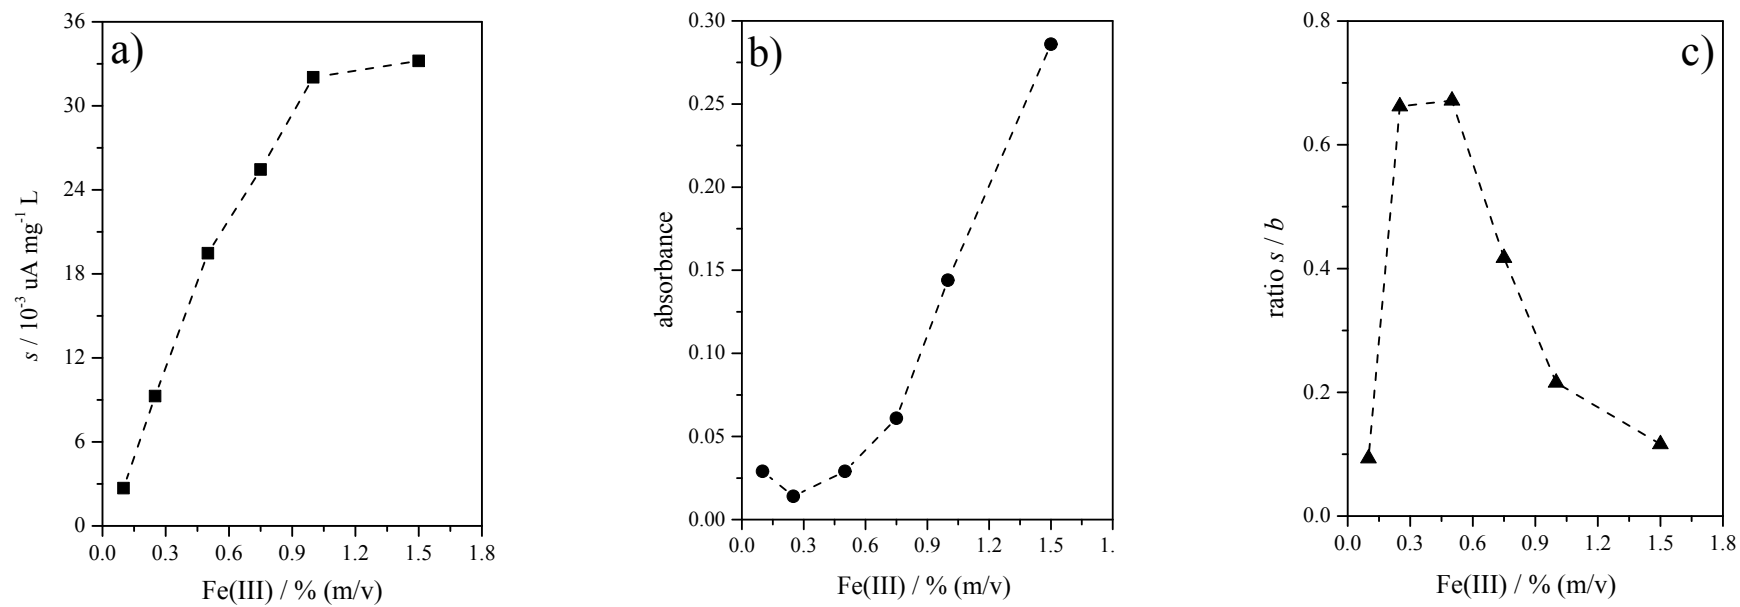 a)
36
30
24
18
12
6
0
s / 10⁻³ uA mg⁻¹ L
0.0 0.3 0.6 0.9 1.2 1.5 1.8
Fe(III) / % (m/v)
b)
0.30
0.25
0.20
0.15
0.10
0.05
0.00
absorbance
0.0 0.3 0.6 0.9 1.2 1.5 1.
Fe(III) / % (m/v)
c)
0.8
0.6
0.4
0.2
0.0
ratio s / b
0.0 0.3 0.6 0.9 1.2 1.5 1.8
Fe(III) / % (m/v)